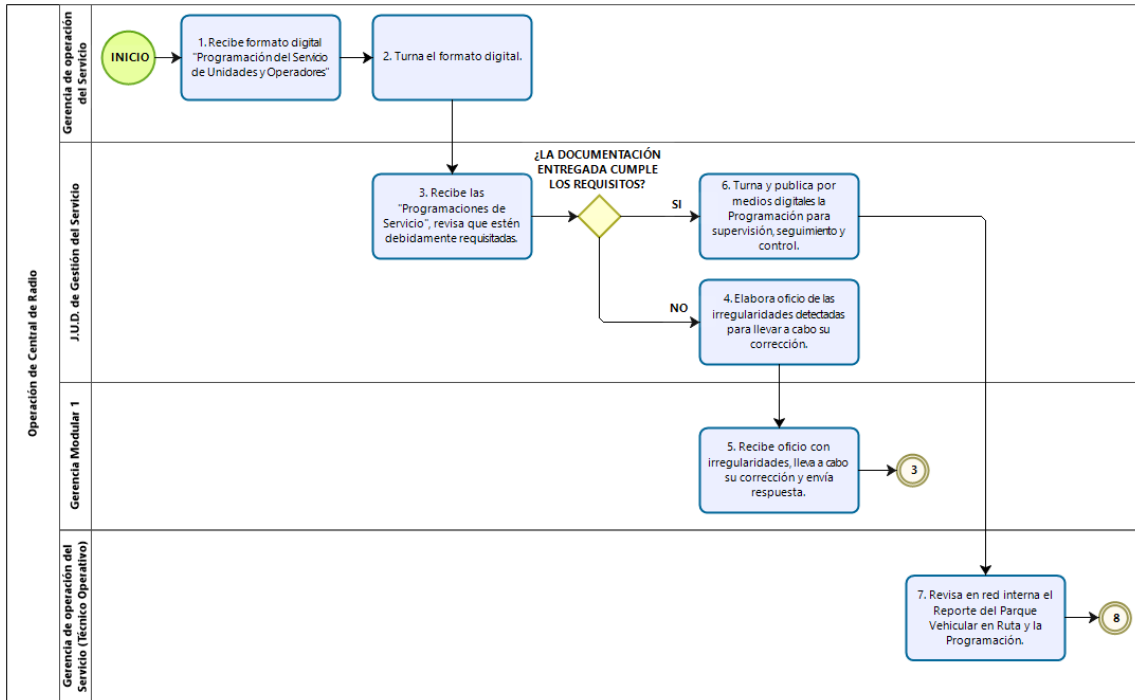 Operación de Central de Radio
Gerencia de operación
del
Servicio
INICIO
1. Recibe formato digital
"Programación del Servicio
de Unidades y Operadores"
2. Turna el formato digital.
J.U.D. de Gestión del Servicio
3. Recibe las
"Programaciones de
Servicio", revisa que estén
debidamente requisitadas.
¿LA DOCUMENTACIÓN
ENTREGADA CUMPLE
LOS REQUISITOS?
SI
6. Turna y publica por
medios digitales la
Programación para
supervisión, seguimiento y
control.
NO
4. Elabora oficio de las
irregularidades detectadas
para llevar a cabo su
corrección.
Gerencia Modular 1
5. Recibe oficio con
irregularidades, lleva a cabo
su corrección y envía
respuesta.
3
Gerencia de operación del
Servicio (Técnico Operativo)
7. Revisa en red interna el
Reporte del Parque
Vehicular en Ruta y la
Programación.
8